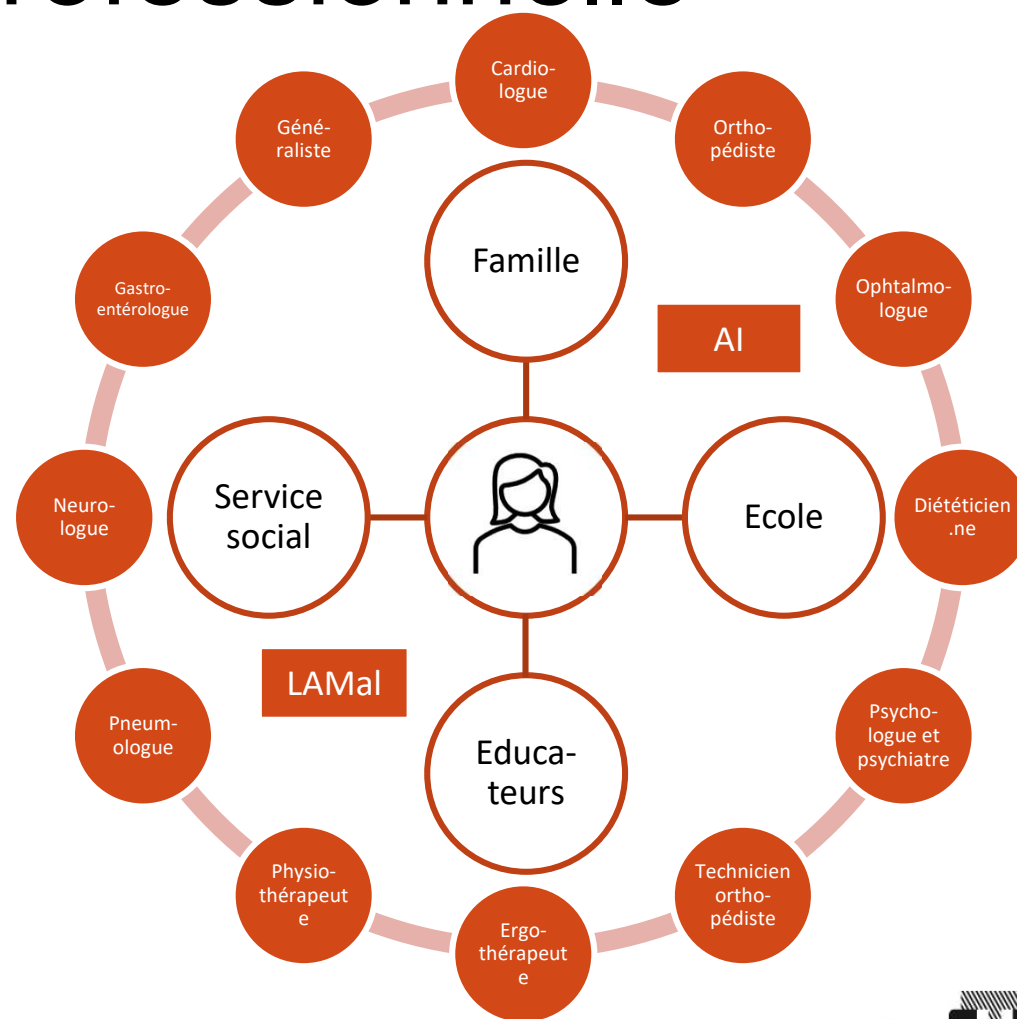 rofessionnelle
Cardio-
logue
Géné-
raliste
Ortho-
pédiste
Famille
Gastro-
entérologue
Ophtalmo-
logue
AI
Neuro-
logue
Service
social
Ecole
Diététicien
.ne
LAMal
Pneum-
ologue
Educa-
teurs
Psycho-
logue et
psychiatre
Physio-
thérapeut
e
Technicien
ortho-
pédiste
Ergo-
thérapeut
e